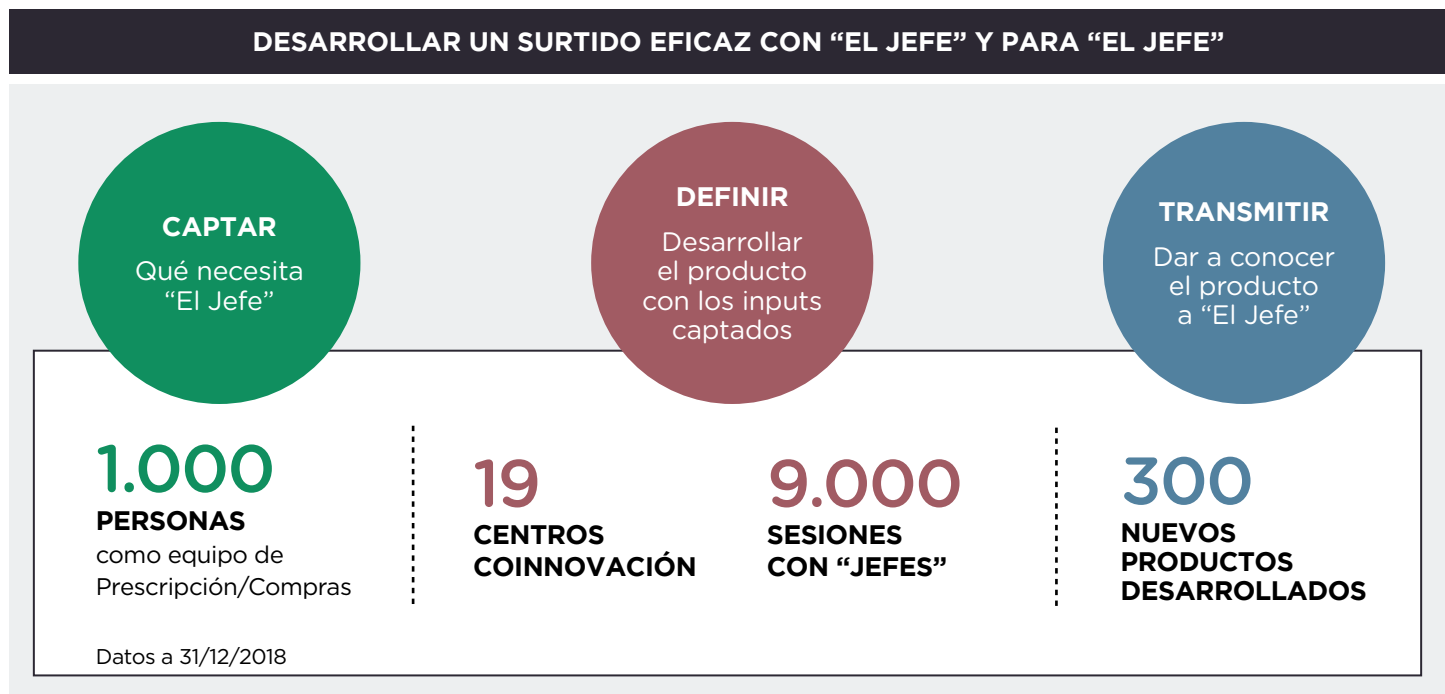 DESARROLLAR UN SURTIDO EFICAZ CON “EL JEFE” Y PARA “EL JEFE”
CAPTAR
Qué necesita
“El Jefe”
DEFINIR
Desarrollar
el producto
con los inputs
captados
TRANSMITIR
Dar a conocer
el producto
a “El Jefe”
1.000
PERSONAS
como equipo de
Prescripción/Compras
19
CENTROS
COINNOVACIÓN
9.000
SESIONES
CON “JEFES”
300
NUEVOS
PRODUCTOS
DESARROLLADOS
Datos a 31/12/2018